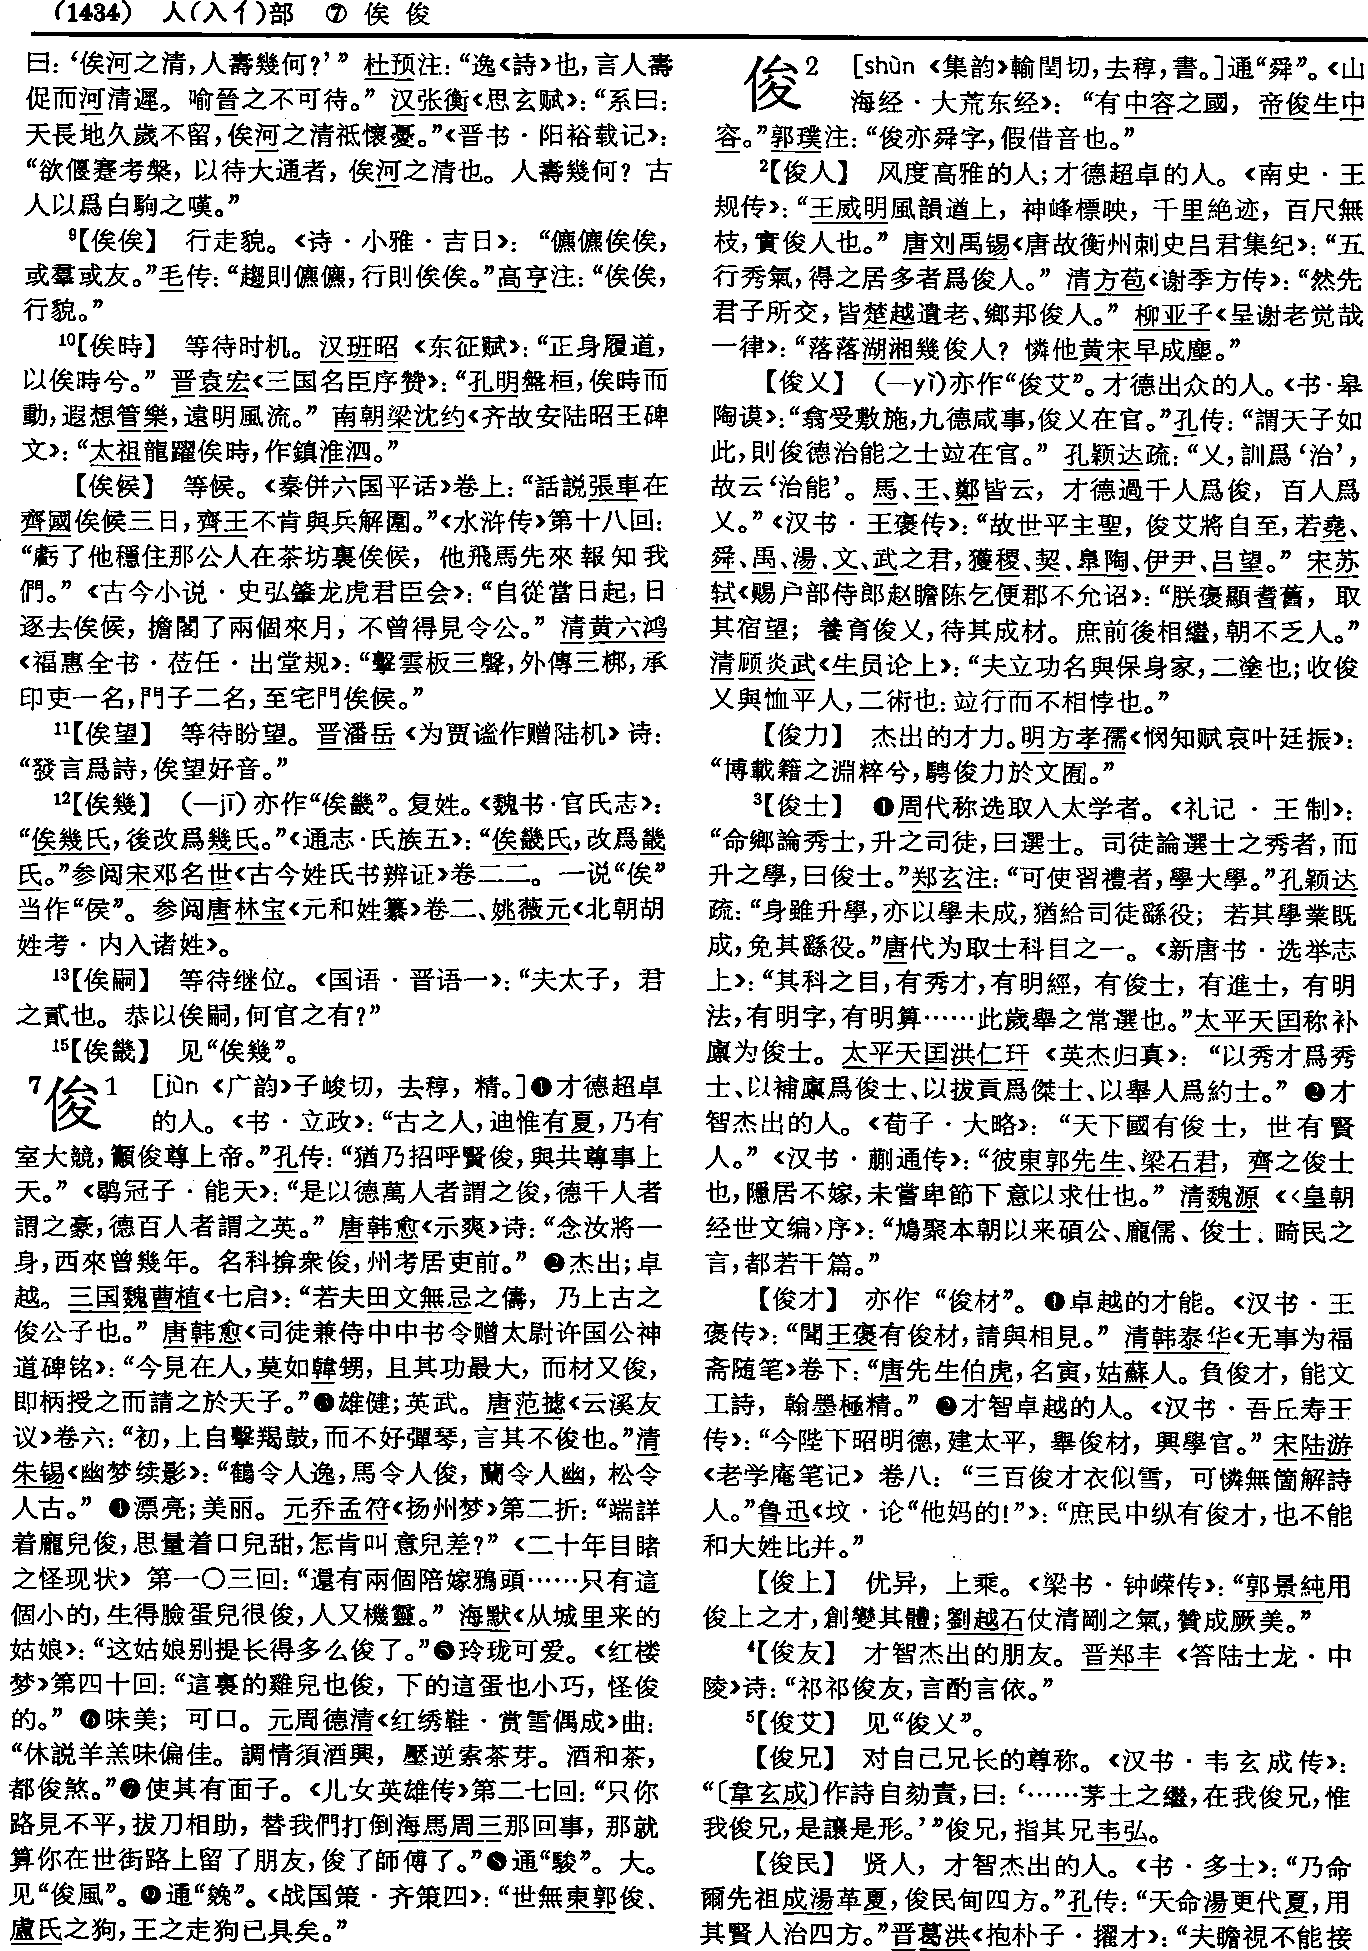 (1434) 人(入亻)部 ⑦ 俟 俊
曰：‘俟河之清，人壽幾何？’” 杜预注：“逸《詩》也，言人壽
促而河清遲。喻晉之不可待。” 汉张衡《思玄赋》：“系曰：
天長地久歲不留，俟河之清祇懷憂。”《晋书·阳裕载记》：
“欲偃蹇考槃，以待大通者，俟河之清也。人壽幾何？古
人以爲白駒之嘆。”
⁹【俟俟】 行走貌。《诗·小雅·吉日》：“儦儦俟俟，
或羣或友。”毛传：“趨則儦儦，行則俟俟。”高亨注：“俟俟，
行貌。”
¹⁰【俟時】 等待时机。汉班昭《东征赋》：“正身履道，
以俟時兮。” 晋袁宏《三国名臣序赞》：“孔明盤桓，俟時而
動，遐想管樂，遠明風流。” 南朝梁沈约《齐故安陆昭王碑
文》：“太祖龍躍俟時，作鎮淮泗。”
【俟候】 等候。《秦併六国平话》卷上：“話説張車在
齊國俟候三日，齊王不肯與兵解圍。”《水浒传》第十八回：
“虧了他穩住那公人在茶坊裏俟候，他飛馬先來報知我
們。”《古今小说·史弘肇龙虎君臣会》：“自從當日起，日
逐去俟候，擔閣了兩個來月，不曾得見令公。” 清黄六鸿
《福惠全书·莅任·出堂规》：“擊雲板三聲，外傳三梆，承
印吏一名，門子二名，至宅門俟候。”
¹¹【俟望】 等待盼望。晋潘岳《为贾谧作赠陆机》诗：
“發言爲詩，俟望好音。”
¹²【俟幾】 (—jī)亦作“俟畿”。复姓。《魏书·官氏志》：
“俟幾氏，後改爲幾氏。”《通志·氏族五》：“俟畿氏，改爲畿
氏。”参阅宋邓名世《古今姓氏书辨证》卷二二。一说“俟”
当作“侯”。参阅唐林宝《元和姓纂》卷二、姚薇元《北朝胡
姓考·内入诸姓》。
¹³【俟嗣】 等待继位。《国语·晋语一》：“夫太子，君
之貳也。恭以俟嗣，何官之有？”
¹⁵【俟畿】 见“俟幾”。
⁷俊¹ [jùn《广韵》子峻切，去稕，精。]❶才德超卓
的人。《书·立政》：“古之人，迪惟有夏，乃有
室大競，籲俊尊上帝。”孔传：“猶乃招呼賢俊，與共尊事上
天。”《鹖冠子·能天》：“是以德萬人者謂之俊，德千人者
謂之豪，德百人者謂之英。” 唐韩愈《示爽》诗：“念汝將一
身，西來曾幾年。名科揜衆俊，州考居吏前。” ❷杰出；卓
越。三国魏曹植《七启》：“若夫田文無忌之儔，乃上古之
俊公子也。” 唐韩愈《司徒兼侍中中书令赠太尉许国公神
道碑铭》：“今見在人，莫如韓甥，且其功最大，而材又俊，
即柄授之而請之於天子。”❸雄健；英武。唐范摅《云溪友
议》卷六：“初，上自擊羯鼓，而不好彈琴，言其不俊也。”清
朱锡《幽梦续影》：“鶴令人逸，馬令人俊，蘭令人幽，松令
人古。” ❹漂亮；美丽。元乔孟符《扬州梦》第二折：“端詳
着龐兒俊，思量着口兒甜，怎肯叫意兒差？”《二十年目睹
之怪现状》第一〇三回：“還有兩個陪嫁鴉頭……只有這
個小的，生得臉蛋兒很俊，人又機靈。” 海默《从城里来的
姑娘》：“这姑娘别提长得多么俊了。”❺玲珑可爱。《红楼
梦》第四十回：“這裏的雞兒也俊，下的這蛋也小巧，怪俊
的。” ❻味美；可口。元周德清《红绣鞋·赏雪偶成》曲：
“休説羊羔味偏佳。調情須酒興，壓逆索茶芽。酒和茶，
都俊煞。”❼使其有面子。《儿女英雄传》第二七回：“只你
路見不平，拔刀相助，替我們打倒海馬周三那回事，那就
算你在世街路上留了朋友，俊了師傅了。”❽通“駿”。大。
见“俊風”。❾通“㕙”。《战国策·齐策四》：“世無東郭俊、
盧氏之狗，王之走狗已具矣。”
俊² [shùn《集韵》輸閏切，去稕，書。]通“舜”。《山
海经·大荒东经》：“有中容之國，帝俊生中
容。”郭璞注：“俊亦舜字，假借音也。”
²【俊人】 风度高雅的人；才德超卓的人。《南史·王
规传》：“王威明風韻遒上，神峰標映，千里絶迹，百尺無
枝，實俊人也。” 唐刘禹锡《唐故衡州刺史吕君集纪》：“五
行秀氣，得之居多者爲俊人。” 清方苞《谢季方传》：“然先
君子所交，皆楚越遺老、鄉邦俊人。” 柳亚子《呈谢老觉哉
一律》：“落落湖湘幾俊人？憐他黄宋早成塵。”
【俊乂】 (—yì)亦作“俊艾”。才德出众的人。《书·皋
陶谟》：“翕受敷施，九德咸事，俊乂在官。”孔传：“謂天子如
此，則俊德治能之士竝在官。” 孔颖达疏：“乂，訓爲‘治’，
故云‘治能’。馬、王、鄭皆云，才德過千人爲俊，百人爲
乂。”《汉书·王褒传》：“故世平主聖，俊艾將自至，若堯、
舜、禹、湯、文、武之君，獲稷、契、皋陶、伊尹、吕望。” 宋苏
轼《赐户部侍郎赵瞻陈乞便郡不允诏》：“朕褒顯耆舊，取
其宿望；養育俊乂，待其成材。庶前後相繼，朝不乏人。”
清顾炎武《生员论上》：“夫立功名與保身家，二塗也；收俊
乂與恤平人，二術也：竝行而不相悖也。”
【俊力】 杰出的才力。明方孝孺《悯知赋哀叶廷振》：
“博載籍之淵粹兮，騁俊力於文囿。”
³【俊士】 ❶周代称选取入太学者。《礼记·王制》：
“命鄉論秀士，升之司徒，曰選士。司徒論選士之秀者，而
升之學，曰俊士。”郑玄注：“可使習禮者，學大學。”孔颖达
疏：“身雖升學，亦以學未成，猶給司徒繇役；若其學業既
成，免其繇役。”唐代为取士科目之一。《新唐书·选举志
上》：“其科之目，有秀才，有明經，有俊士，有進士，有明
法，有明字，有明算……此歲舉之常選也。”太平天囯称补
廪为俊士。太平天囯洪仁玕《英杰归真》：“以秀才爲秀
士、以補廪爲俊士、以拔貢爲傑士、以舉人爲約士。” ❷才
智杰出的人。《荀子·大略》：“天下國有俊士，世有賢
人。”《汉书·蒯通传》：“彼東郭先生、梁石君，齊之俊士
也，隱居不嫁，未嘗卑節下意以求仕也。” 清魏源《〈皇朝
经世文编〉序》：“鳩聚本朝以来碩公、龐儒、俊士、畸民之
言，都若干篇。”
【俊才】 亦作“俊材”。❶卓越的才能。《汉书·王
褒传》：“聞王褒有俊材，請與相見。” 清韩泰华《无事为福
斋随笔》卷下：“唐先生伯虎，名寅，姑蘇人。負俊才，能文
工詩，翰墨極精。” ❷才智卓越的人。《汉书·吾丘寿王
传》：“今陛下昭明德，建太平，舉俊材，興學官。” 宋陆游
《老学庵笔记》卷八：“三百俊才衣似雪，可憐無箇解詩
人。”鲁迅《坟·论“他妈的！”》：“庶民中纵有俊才，也不能
和大姓比并。”
【俊上】 优异，上乘。《梁书·钟嵘传》：“郭景純用
俊上之才，創變其體；劉越石仗清剛之氣，贊成厥美。”
⁴【俊友】 才智杰出的朋友。晋郑丰《答陆士龙·中
陵》诗：“祁祁俊友，言酌言依。”
⁵【俊艾】 见“俊乂”。
【俊兄】 对自己兄长的尊称。《汉书·韦玄成传》：
“〔韋玄成〕作詩自劾責，曰：‘……茅土之繼，在我俊兄，惟
我俊兄，是讓是形。’”俊兄，指其兄韦弘。
【俊民】 贤人，才智杰出的人。《书·多士》：“乃命
爾先祖成湯革夏，俊民甸四方。”孔传：“天命湯更代夏，用
其賢人治四方。”晋葛洪《抱朴子·擢才》：“夫瞻視不能接